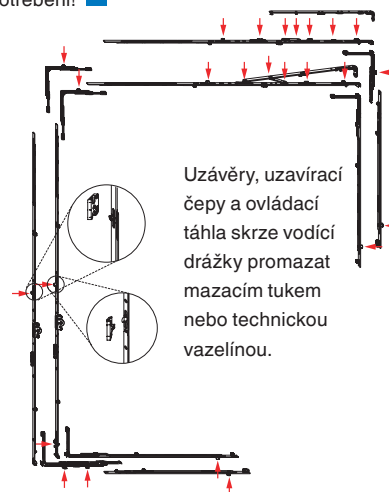 otřebení!
Uzávěry, uzavírací
čepy a ovládací
táhla skrze vodící
drážky promazat
mazacím tukem
nebo technickou
vazelínou.